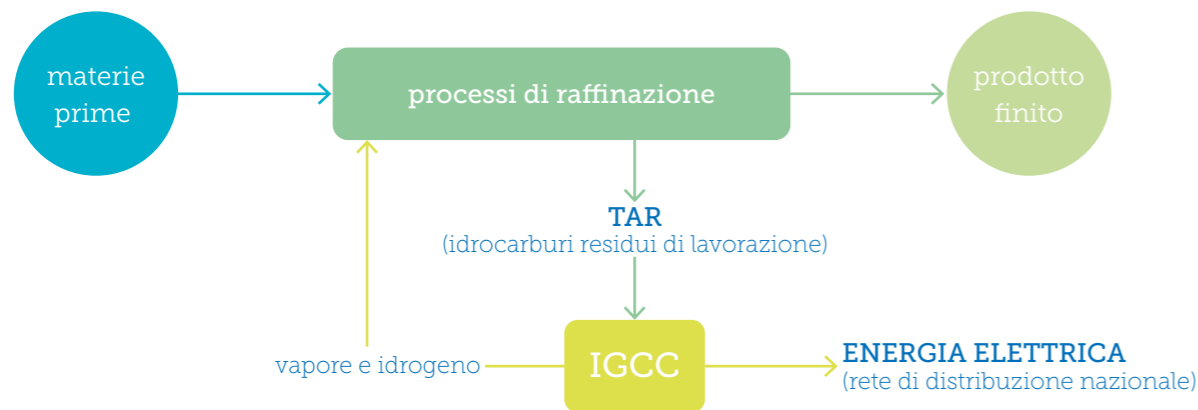 materie
prime
processi di raffinazione
prodotto
finito
TAR
(idrocarburi residui di lavorazione)
vapore e idrogeno
IGCC
ENERGIA ELETTRICA
(rete di distribuzione nazionale)